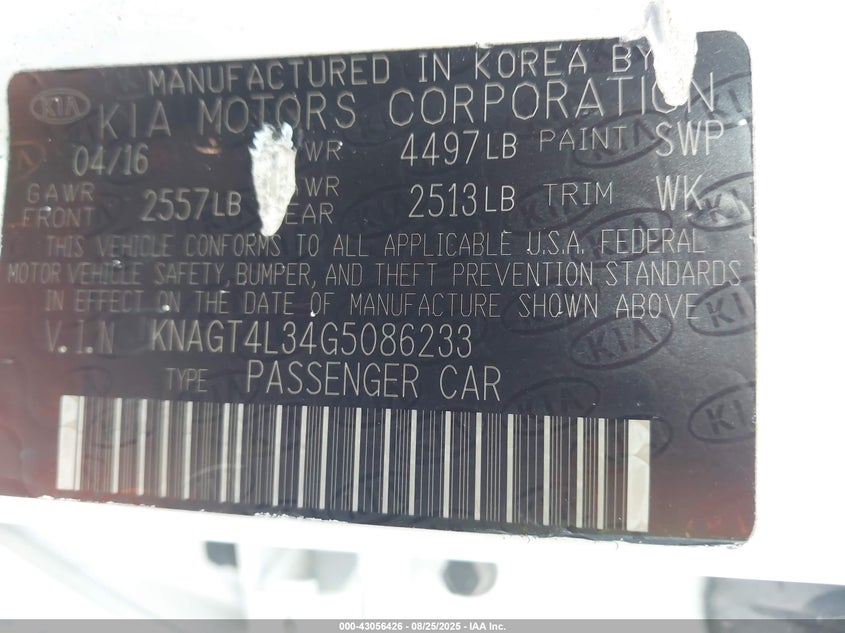 MANUFACTURED IN KOREA BY
KIA
KIA MOTORS CORPORATION
04/16 WR 4497LB PAINT SWP
GAWR FRONT 2557LB AWR EAR 2513LB TRIM WK
THIS VEHICLE CONFORMS TO ALL APPLICABLE U.S.A. FEDERAL
MOTOR VEHICLE SAFETY, BUMPER, AND THEFT PREVENTION STANDARDS
IN EFFECT ON THE DATE OF MANUFACTURE SHOWN ABOVE
V.I.N KNAGT4L34G5086233
TYPE PASSENGER CAR
000-43056426 - 08/25/2025 - IAA Inc.